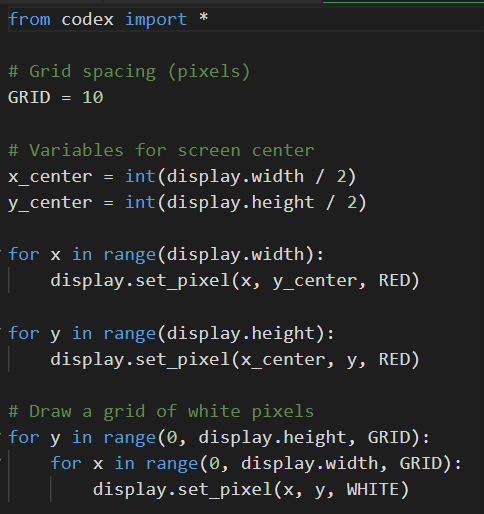 from codex import *
# Grid spacing (pixels)
GRID = 10
# Variables for screen center
x_center = int(display.width / 2)
y_center = int(display.height / 2)
for x in range(display.width):
    display.set_pixel(x, y_center, RED)
for y in range(display.height):
    display.set_pixel(x_center, y, RED)
# Draw a grid of white pixels
for y in range(0, display.height, GRID):
    for x in range(0, display.width, GRID):
        display.set_pixel(x, y, WHITE)